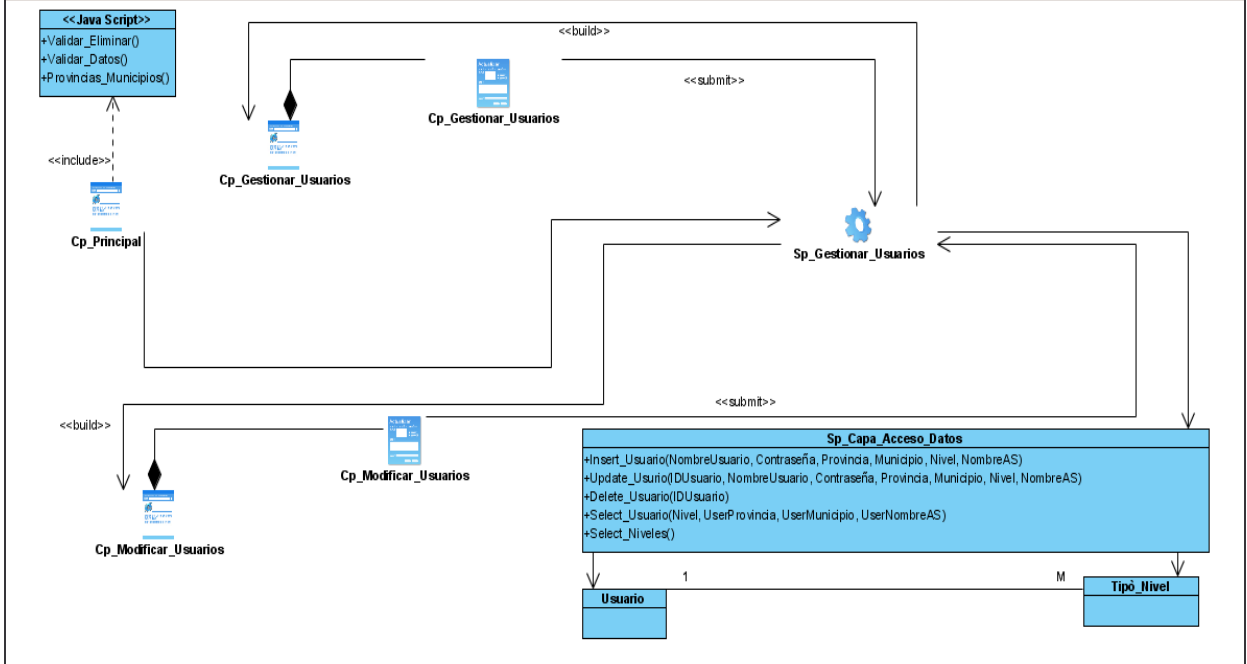 <<Java Script>>
+Validar_Eliminar()
+Validar_Datos()
+Provincias_Municipios()
<<build>>
<<submit>>
Cp_Gestionar_Usuarios
<<include>>
Cp_Gestionar_Usuarios
Cp_Principal
Sp_Gestionar_Usuarios
<<submit>>
<<build>>
Cp_Modificar_Usuarios
Sp_Capa_Acceso_Datos
+Insert_Usuario(NombreUsuario, Contraseña, Provincia, Municipio, Nivel, NombreAS)
+Update_Usurio(IDUsuario, NombreUsuario, Contraseña, Provincia, Municipio, Nivel, NombreAS)
+Delete_Usuario(IDUsuario)
+Select_Usuario(Nivel, UserProvincia, UserMunicipio, UserNombreAS)
+Select_Niveles()
Cp_Modificar_Usuarios
1
M
Usuario
Tipò_Nivel